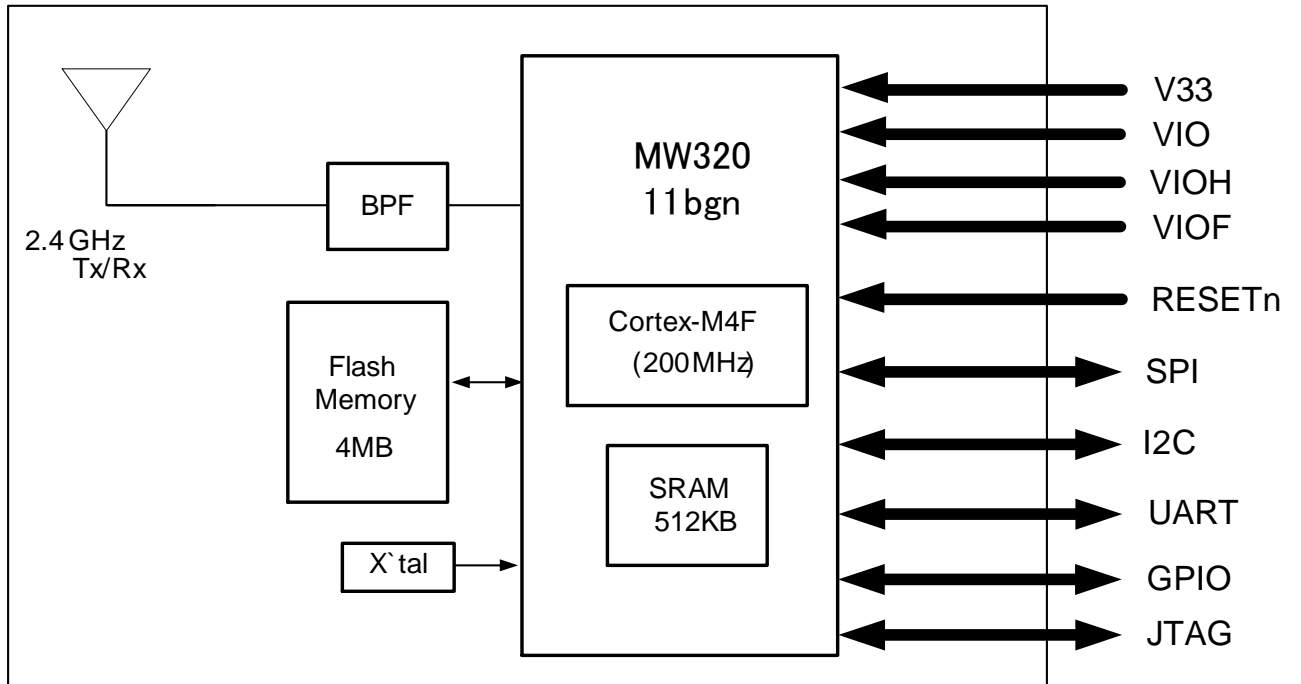 2.4 GHz
Tx/Rx
BPF
Flash
Memory
4MB
X`tal
MW320
11bgn
Cortex-M4F
(200MHz)
SRAM
512KB
V33
VIO
VIOH
VIOF
RESETn
SPI
I2C
UART
GPIO
JTAG